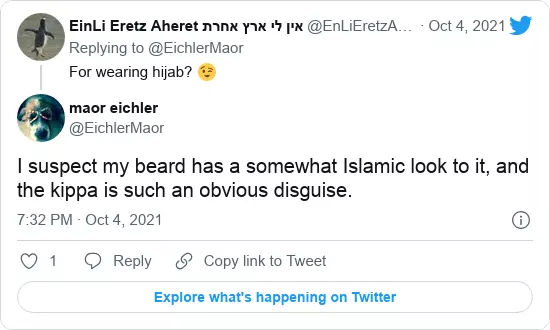 EinLi Eretz Aheret אין לי ארץ אחרת @EnLiEretzA... · Oct 4, 2021
Replying to @EichlerMaor
For wearing hijab? 😉
maor eichler
@EichlerMaor
I suspect my beard has a somewhat Islamic look to it, and
the kippa is such an obvious disguise.
7:32 PM · Oct 4, 2021
1 Reply Copy link to Tweet
Explore what's happening on Twitter